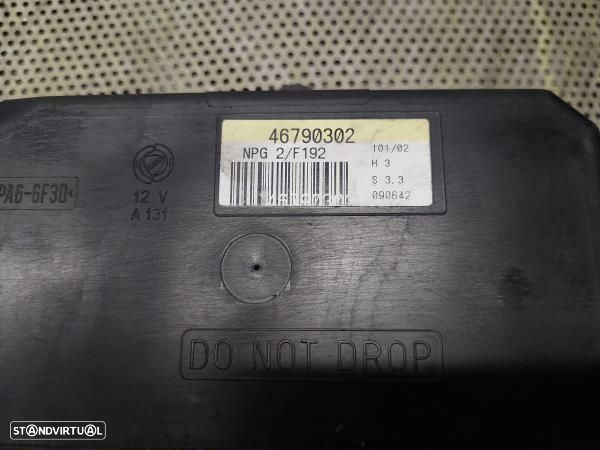 46790302
NPG 2/F192
101/02
H 3
S 3.3
090642
PA6-GF30<
12 V
A 131
DO NOT DROP
STANDVIRTUAL